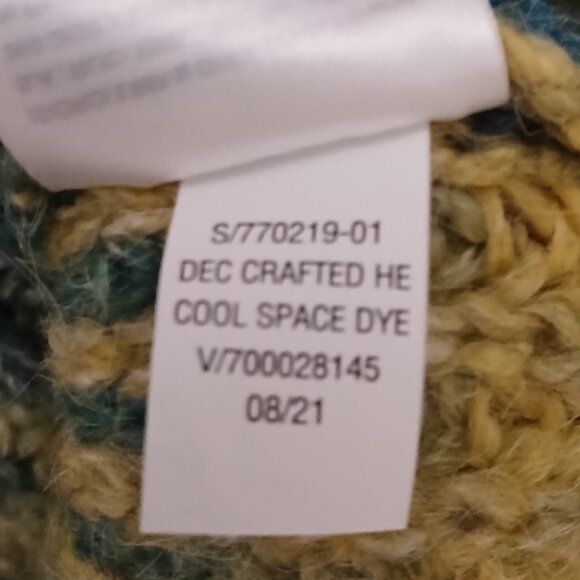 S/770219-01
DEC CRAFTED HE
COOL SPACE DYE
V/700028145
08/21